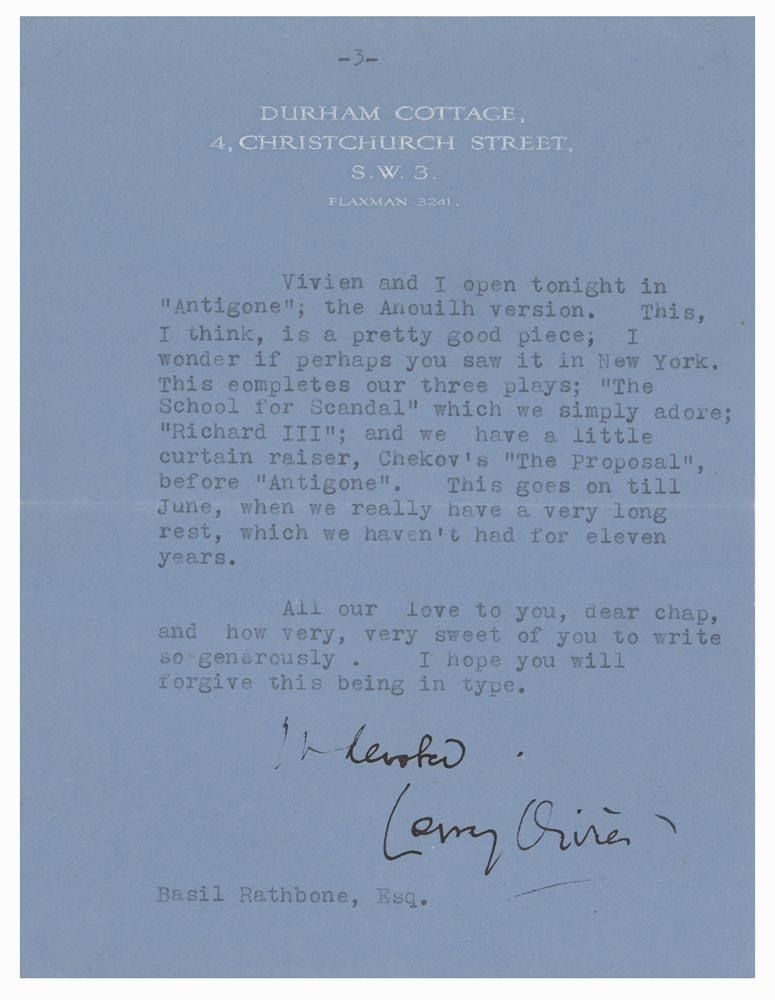 -3-
DURHAM COTTAGE,
4, CHRISTCHURCH STREET,
S.W. 3.
FLAXMAN 3241.
Vivien and I open tonight in
"Antigone"; the Anouilh version. This,
I think, is a pretty good piece; I
wonder if perhaps you saw it in New York.
This eompletes our three plays; "The
School for Scandal" which we simply adore;
"Richard III"; and we have a little
curtain raiser, Chekov's "The Proposal",
before "Antigone". This goes on till
June, when we really have a very long
rest, which we haven't had for eleven
years.
All our love to you, dear chap,
and how very, very sweet of you to write
so generously . I hope you will
forgive this being in type.
devoted
Larry Olivier
Basil Rathbone, Esq.